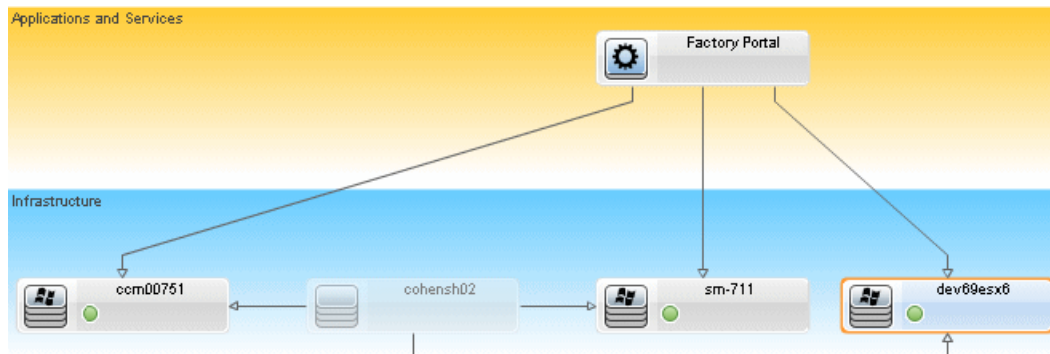 Applications and Services
Factory Portal
Infrastructure
ccm00751
cohensh02
sm-711
dev69esx6